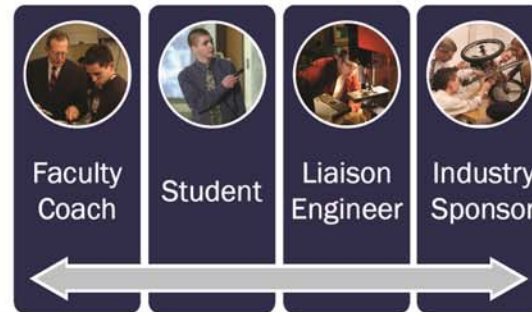 Faculty
Coach
Student
Liaison
Engineer
Industry
Sponsor